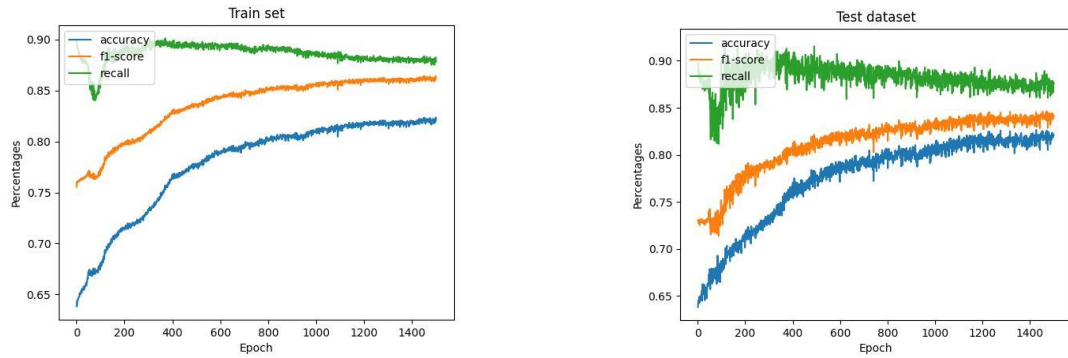 Train set
accuracy
f1-score
recall
0.90
0.85
0.80
0.75
0.70
0.65
Percentages
0 200 400 600 800 1000 1200 1400
Epoch
Test dataset
accuracy
f1-score
recall
0.90
0.85
0.80
0.75
0.70
0.65
Percentages
0 200 400 600 800 1000 1200 1400
Epoch